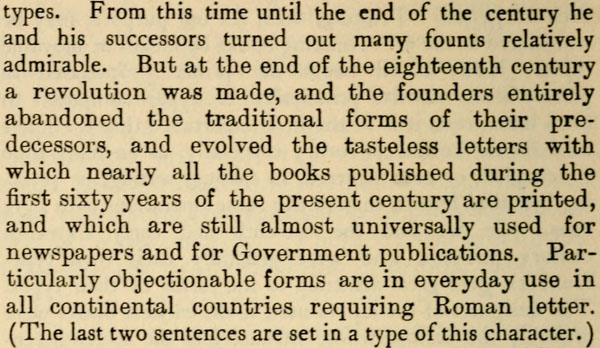 types. From this time until the end of the century he
and his successors turned out many founts relatively
admirable. But at the end of the eighteenth century
a revolution was made, and the founders entirely
abandoned the traditional forms of their pre-
decessors, and evolved the tasteless letters with
which nearly all the books published during the
first sixty years of the present century are printed,
and which are still almost universally used for
newspapers and for Government publications. Par-
ticularly objectionable forms are in everyday use in
all continental countries requiring Roman letter.
(The last two sentences are set in a type of this character.)